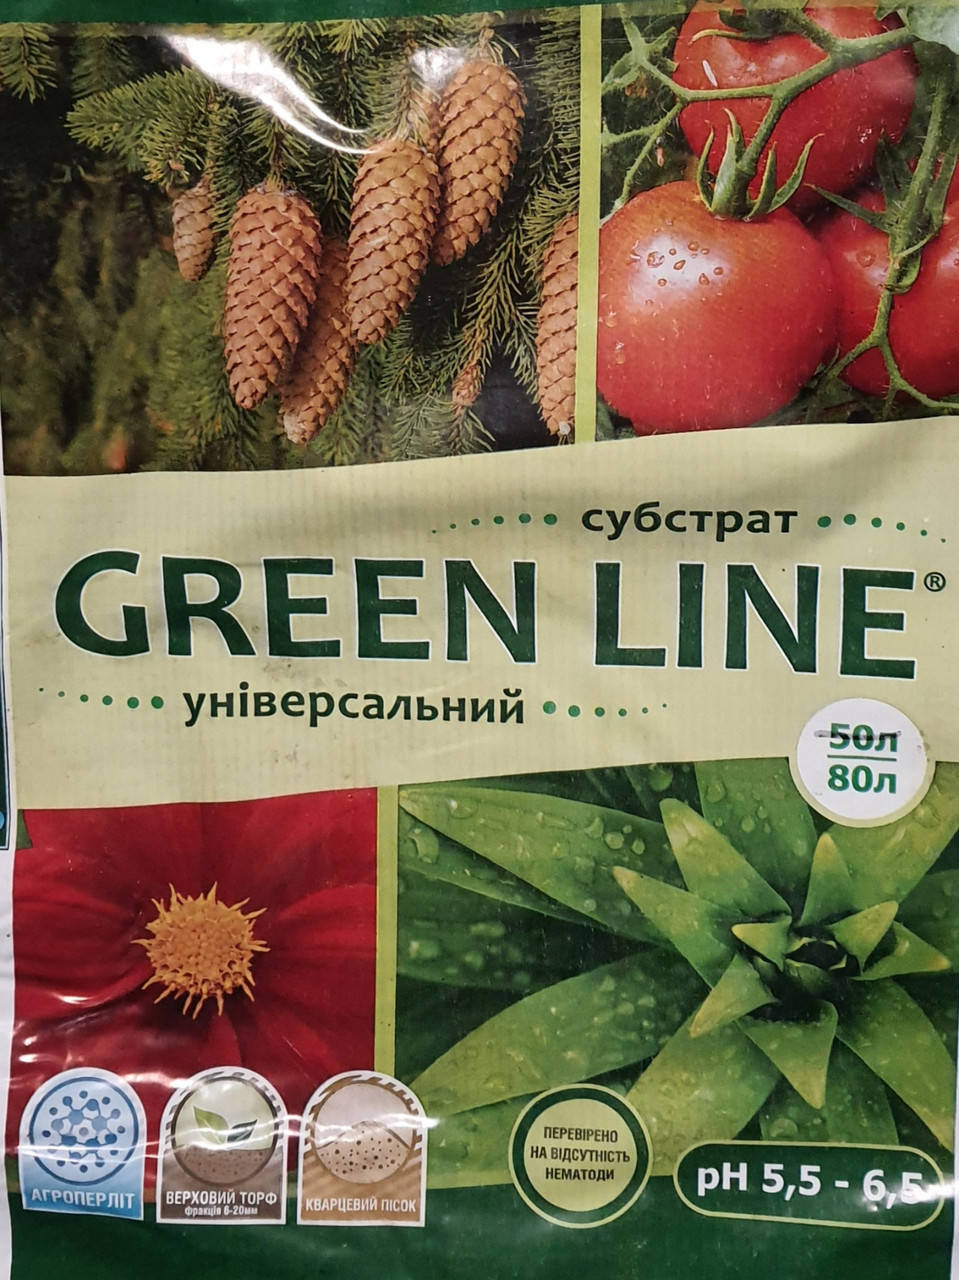 субстрат
GREEN LINE®
універсальний
50л
80л
АГРОПЕРЛІТ
ВЕРХОВИЙ ТОРФ
фракція 6-20мм
КВАРЦЕВИЙ ПІСОК
ПЕРЕВІРЕНО
НА ВІДСУТНІСТЬ
НЕМАТОДИ
pH 5,5 - 6,5